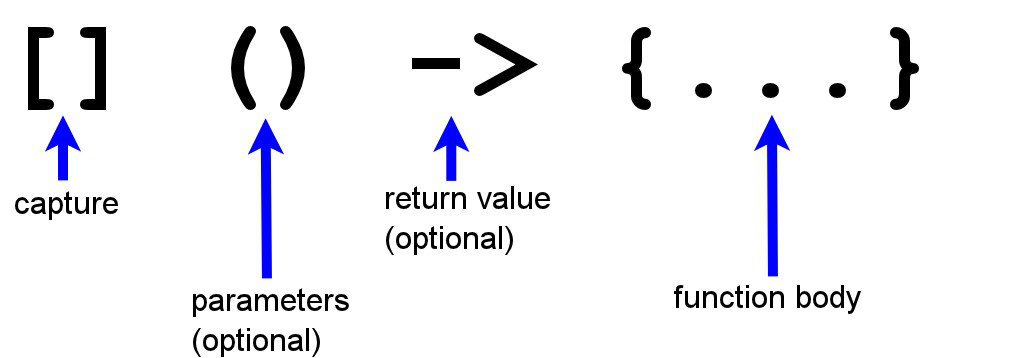 [ ] ( ) -> { . . . }
capture
return value
(optional)
parameters
(optional)
function body